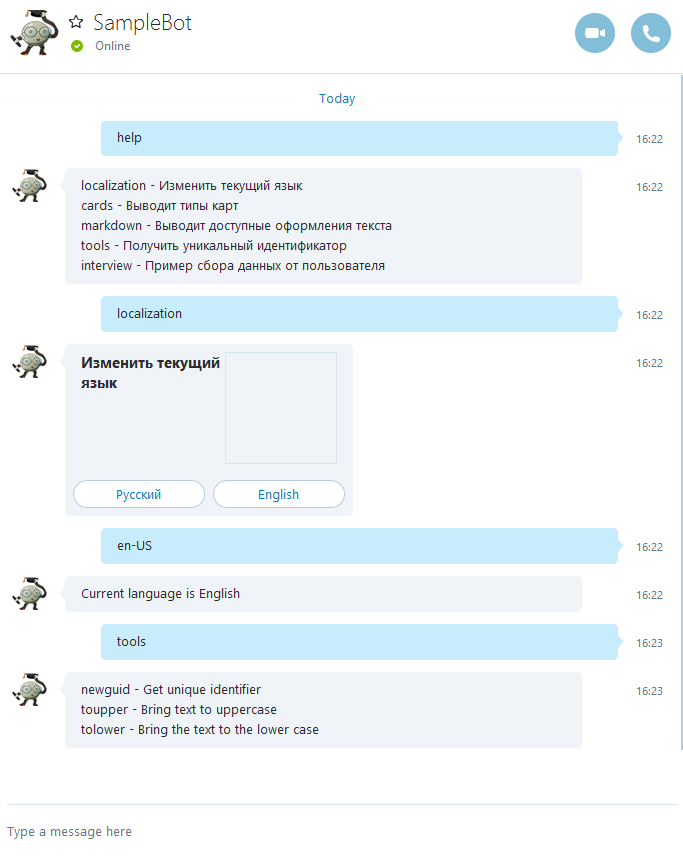 SampleBot
Online
Today
help
16:22
localization - Изменить текущий язык
16:22
cards - Выводит типы карт
markdown - Выводит доступные оформления текста
tools - Получить уникальный идентификатор
interview - Пример сбора данных от пользователя
localization
16:22
Изменить текущий
16:22
язык
Русский
English
en-US
16:22
Current language is English
16:22
tools
16:23
newguid - Get unique identifier
16:23
toupper - Bring text to uppercase
tolower - Bring the text to the lower case
Type a message here